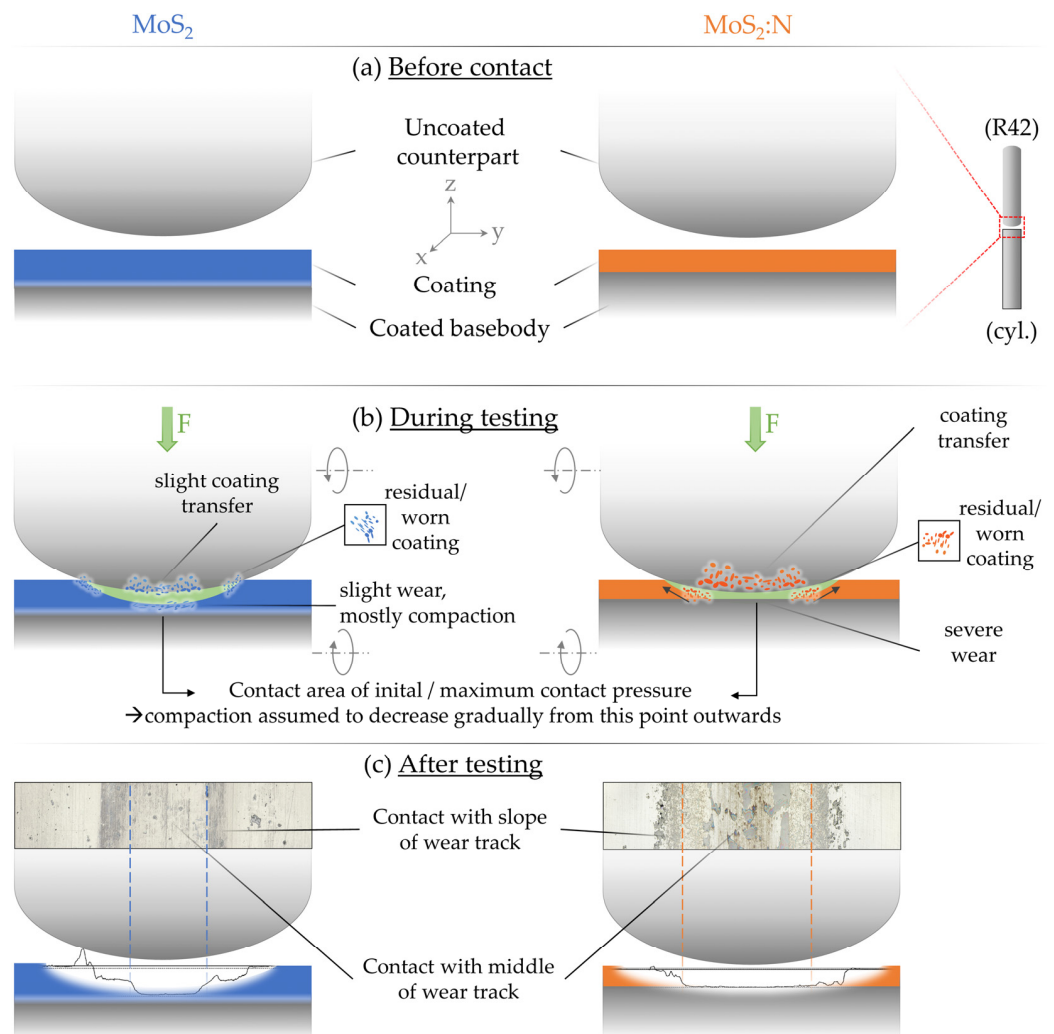 MoS₂
MoS₂:N
(a) Before contact
Uncoated
counterpart
z
y
x
Coating
Coated basebody
(R42)
(cyl.)
(b) During testing
F
slight coating
transfer
residual/
worn
coating
slight wear,
mostly compaction
F
coating
transfer
residual/
worn
coating
severe
wear
Contact area of inital / maximum contact pressure
→compaction assumed to decrease gradually from this point outwards
(c) After testing
Contact with slope
of wear track
Contact with middle
of wear track